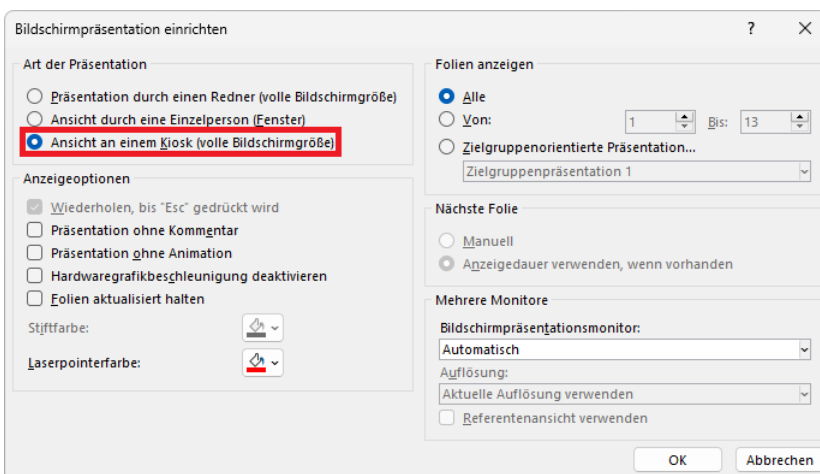 Bildschirmpräsentation einrichten
Art der Präsentation
Präsentation durch einen Redner (volle Bildschirmgröße)
Ansicht durch eine Einzelperson (Fenster)
Ansicht an einem Kiosk (volle Bildschirmgröße)
Anzeigeoptionen
Wiederholen, bis "Esc" gedrückt wird
Präsentation ohne Kommentar
Präsentation ohne Animation
Hardwaregrafikbeschleunigung deaktivieren
Folien aktualisiert halten
Stiftfarbe:
Laserpointerfarbe:
Folien anzeigen
Alle
Von: 1 Bis: 13
Zielgruppenorientierte Präsentation...
Zielgruppenpräsentation 1
Nächste Folie
Manuell
Anzeigedauer verwenden, wenn vorhanden
Mehrere Monitore
Bildschirmpräsentationsmonitor:
Automatisch
Auflösung:
Aktuelle Auflösung verwenden
Referentenansicht verwenden
OK Abbrechen